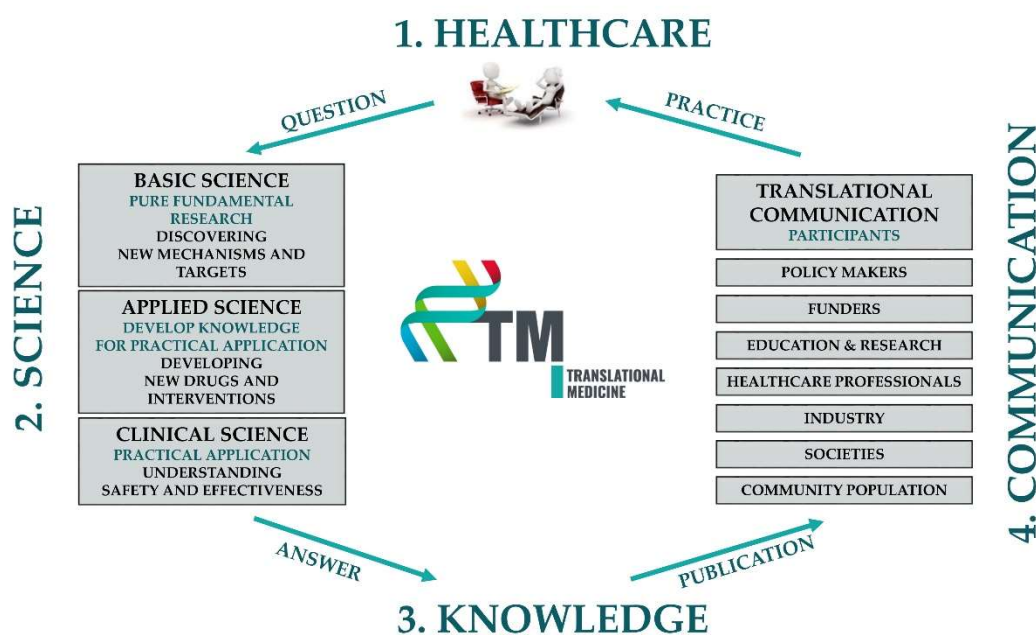 1. HEALTHCARE
QUESTION
PRACTICE
2. SCIENCE
BASIC SCIENCE
PURE FUNDAMENTAL
RESEARCH
DISCOVERING
NEW MECHANISMS AND
TARGETS
APPLIED SCIENCE
DEVELOP KNOWLEDGE
FOR PRACTICAL APPLICATION
DEVELOPING
NEW DRUGS AND
INTERVENTIONS
CLINICAL SCIENCE
PRACTICAL APPLICATION
UNDERSTANDING
SAFETY AND EFFECTIVENESS
TM
TRANSLATIONAL
MEDICINE
TRANSLATIONAL
COMMUNICATION
PARTICIPANTS
POLICY MAKERS
FUNDERS
EDUCATION & RESEARCH
HEALTHCARE PROFESSIONALS
INDUSTRY
SOCIETIES
COMMUNITY POPULATION
4. COMMUNICATION
ANSWER
PUBLICATION
3. KNOWLEDGE